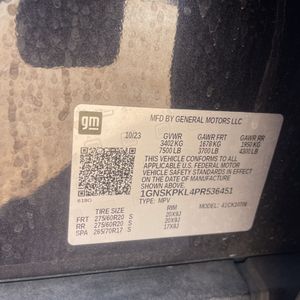 gm
MFD BY GENERAL MOTORS LLC
10/23 GVWR GAWR FRT GAWR RR
3402 KG 1678 KG 1950 KG
7500 LB 3700 LB 4300 LB
THIS VEHICLE CONFORMS TO ALL APPLICABLE
U.S. FEDERAL MOTOR VEHICLE SAFETY
AND THEFT PREVENTION STANDARDS IN
EFFECT ON THE DATE OF MANUFACTURE
SHOWN ABOVE.
1GNSKPKL4PR536451
TYPE: MPV MODEL:
TIRE SIZE RIM
FRT 275/60R20 S 20X9J
RR 275/60R20 S 20X9J
SPA 265/70R17 S 17X8J